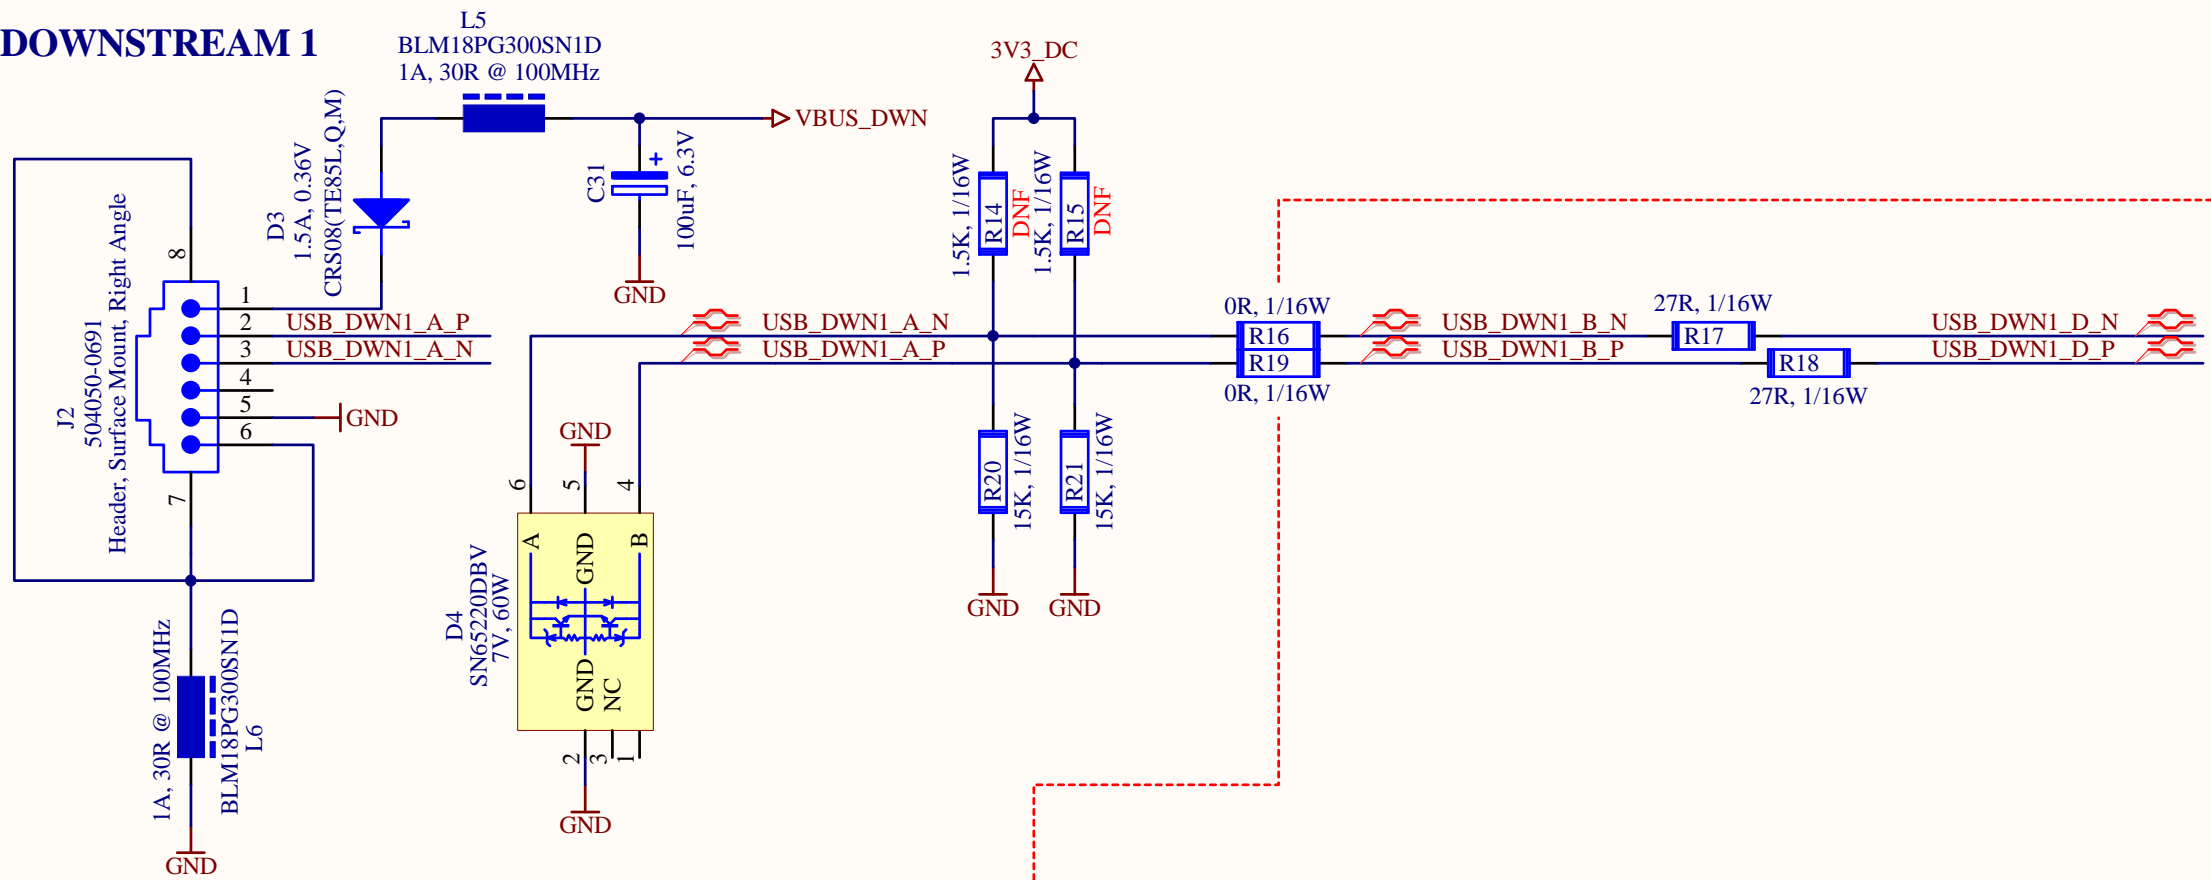 DOWNSTREAM 1
L5
BLM18PG300SN1D
1A, 30R @ 100MHz
VBUS_DWN
D3
1.5A, 0.36V
CRS08(TE85L,Q,M)
C31
100uF, 6.3V
GND
3V3_DC
1.5K, 1/16W
R14
DNF
1.5K, 1/16W
R15
DNF
J2
504050-0691
Header, Surface Mount, Right Angle
8
1
2
3
4
5
6
7
USB_DWN1_A_P
USB_DWN1_A_N
GND
USB_DWN1_A_N
USB_DWN1_A_P
0R, 1/16W
R16
R19
0R, 1/16W
USB_DWN1_B_N
USB_DWN1_B_P
27R, 1/16W
R17
R18
27R, 1/16W
USB_DWN1_D_N
USB_DWN1_D_P
GND
6
5
4
A
GND
B
D4
SN65220DBV
7V, 60W
GND
NC
2
3
1
GND
R20
15K, 1/16W
R21
15K, 1/16W
GND
GND
1A, 30R @ 100MHz
BLM18PG300SN1D
L6
GND